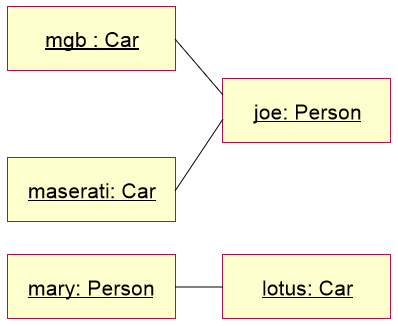 mgb : Car
joe: Person
maserati: Car
mary: Person
lotus: Car